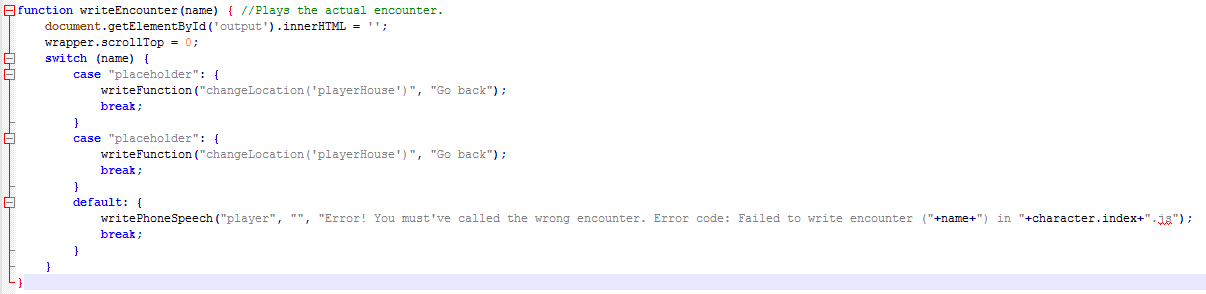 function writeEncounter(name) { //Plays the actual encounter.
    document.getElementById('output').innerHTML = '';
    wrapper.scrollTop = 0;
    switch (name) {
        case "placeholder": {
            writeFunction("changeLocation('playerHouse')", "Go back");
            break;
        }
        case "placeholder": {
            writeFunction("changeLocation('playerHouse')", "Go back");
            break;
        }
        default: {
            writePhoneSpeech("player", "", "Error! You must've called the wrong encounter. Error code: Failed to write encounter ("+name+") in "+character.index+".js");
            break;
        }
    }
}